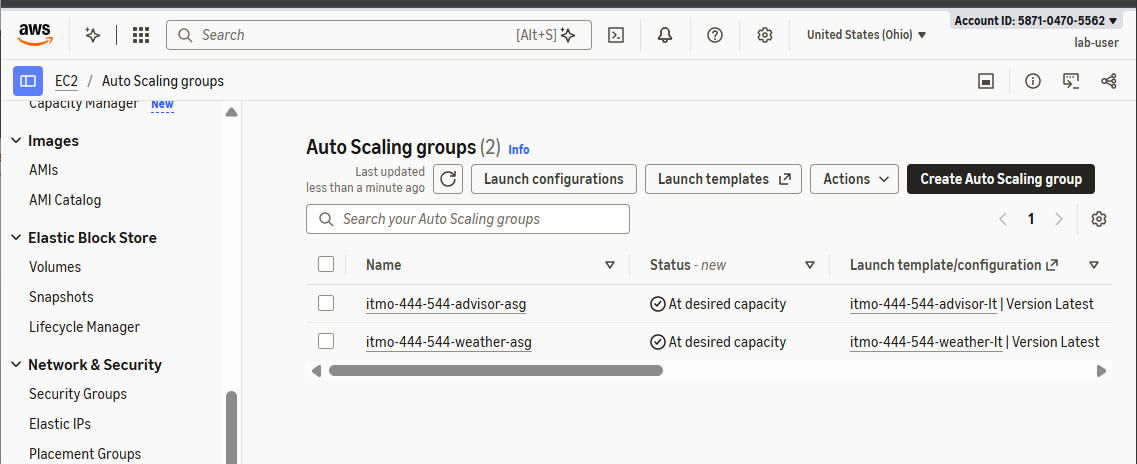 aws
Search [Alt+S]
United States (Ohio)
Account ID: 5871-0470-5562
lab-user
EC2 / Auto Scaling groups
Capacity Manager New
Images
AMIs
AMI Catalog
Elastic Block Store
Volumes
Snapshots
Lifecycle Manager
Network & Security
Security Groups
Elastic IPs
Placement Groups
Auto Scaling groups (2) Info
Last updated
less than a minute ago
Launch configurations
Launch templates
Actions
Create Auto Scaling group
Search your Auto Scaling groups
1
Name Status - new Launch template/configuration
itmo-444-544-advisor-asg At desired capacity itmo-444-544-advisor-lt | Version Latest
itmo-444-544-weather-asg At desired capacity itmo-444-544-weather-lt | Version Latest